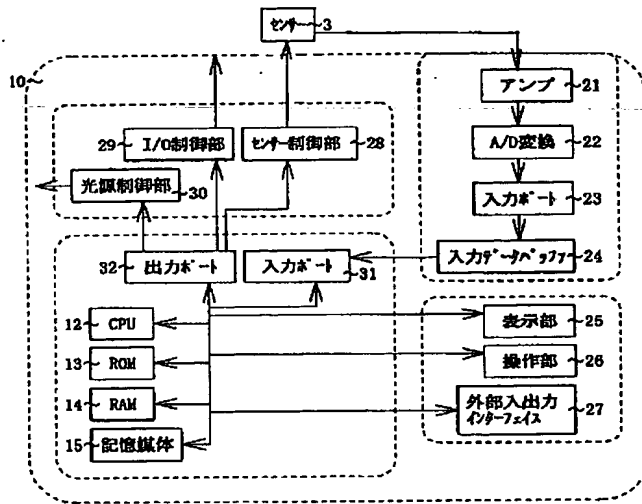 センサー 3
10
アンプ 21
29 I/O制御部
センサー制御部 28
A/D変換 22
光源制御部 30
入力ポート 23
32 出力ポート
入力ポート 31
入力データバッファ 24
12 CPU
表示部 25
13 ROM
操作部 26
14 RAM
外部入出力
インターフェイス 27
15 記憶媒体